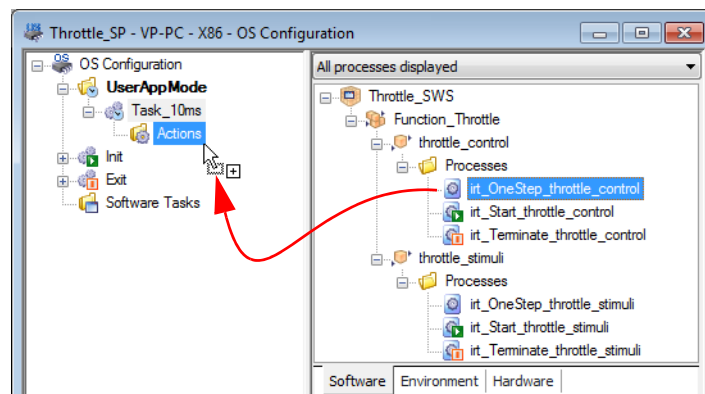 Throttle_SP - VP-PC - X86 - OS Configuration
OS Configuration
UserAppMode
Task_10ms
Actions
Init
Exit
Software Tasks
All processes displayed
Throttle_SWS
Function_Throttle
throttle_control
Processes
irt_OneStep_throttle_control
irt_Start_throttle_control
irt_Terminate_throttle_control
throttle_stimuli
Processes
irt_OneStep_throttle_stimuli
irt_Start_throttle_stimuli
irt_Terminate_throttle_stimuli
Software Environment Hardware